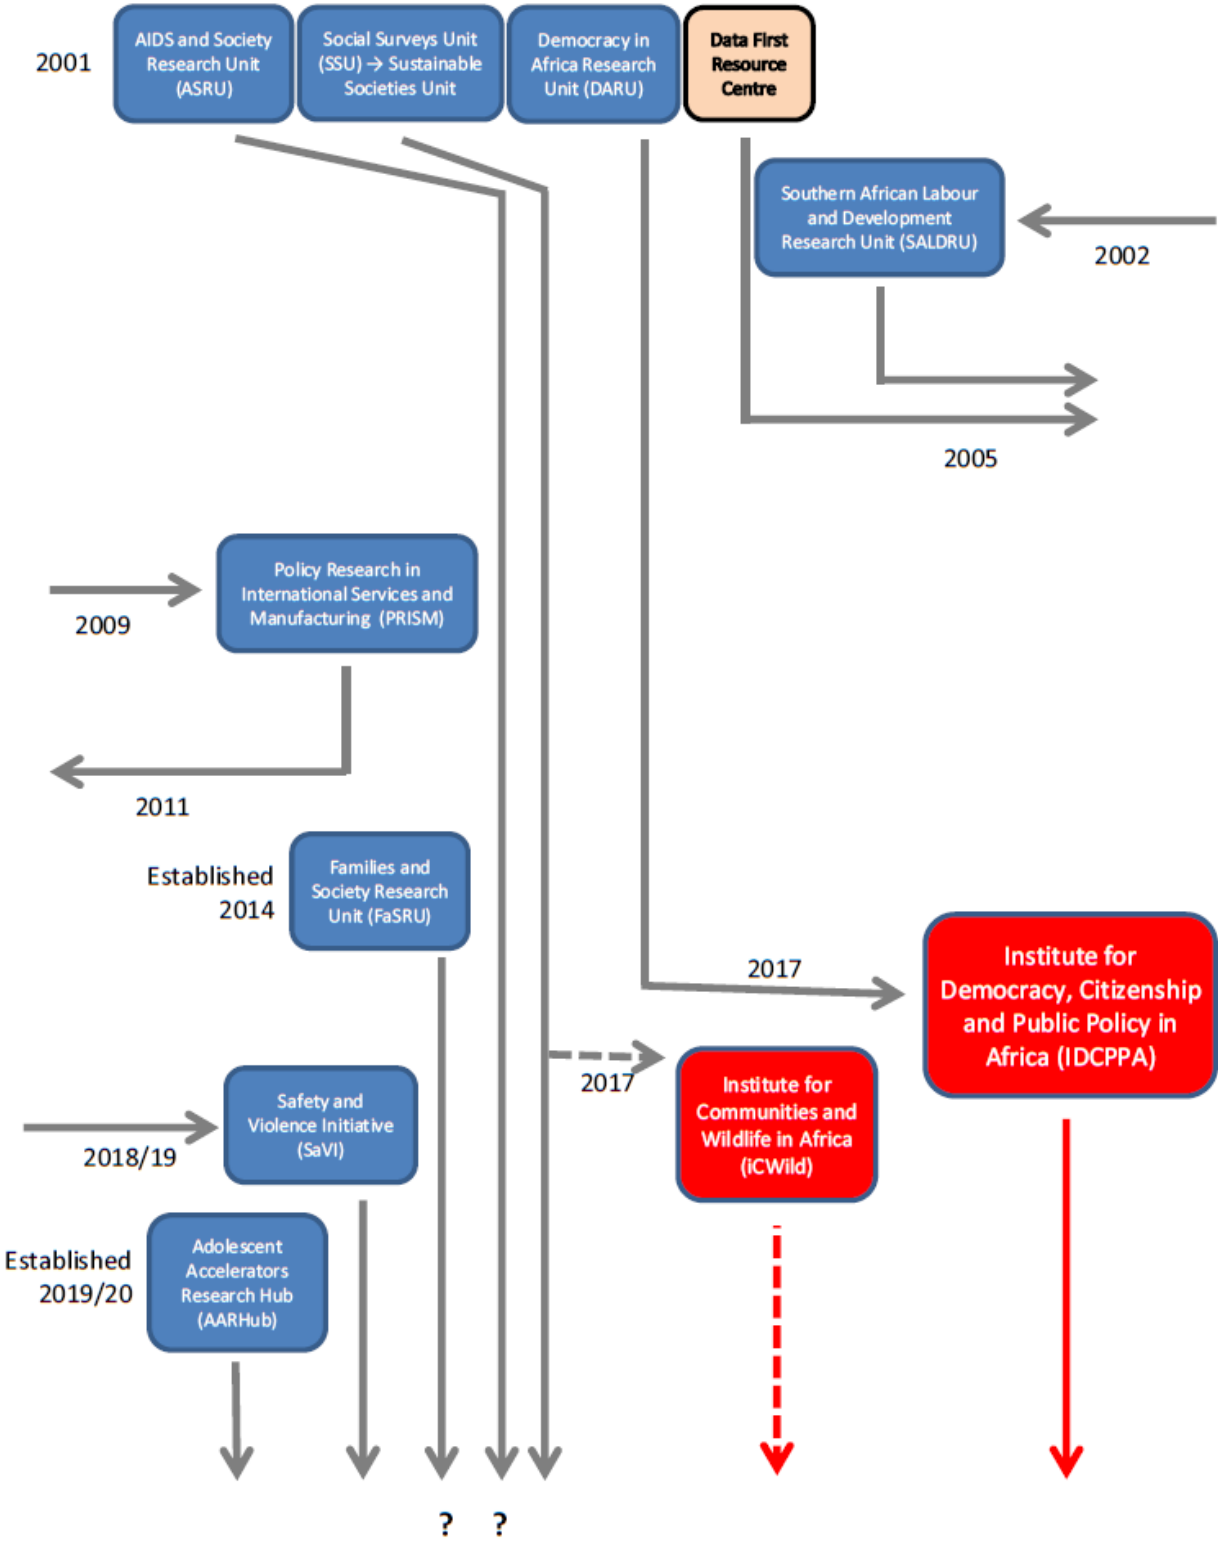 2001
AIDS and Society
Research Unit
(ASRU)
Social Surveys Unit
(SSU) → Sustainable
Societies Unit
Democracy in
Africa Research
Unit (DARU)
Data First
Resource
Centre
Southern African Labour
and Development
Research Unit (SALDRU)
2002
2005
Policy Research in
International Services and
Manufacturing (PRISM)
2009
2011
Established
2014
Families and
Society Research
Unit (FaSRU)
2017
Institute for
Democracy, Citizenship
and Public Policy in
Africa (IDCPPA)
2017
Institute for
Communities and
Wildlife in Africa
(iCWild)
Safety and
Violence Initiative
(SaVI)
2018/19
Established
2019/20
Adolescent
Accelerators
Research Hub
(AARHub)
? ?